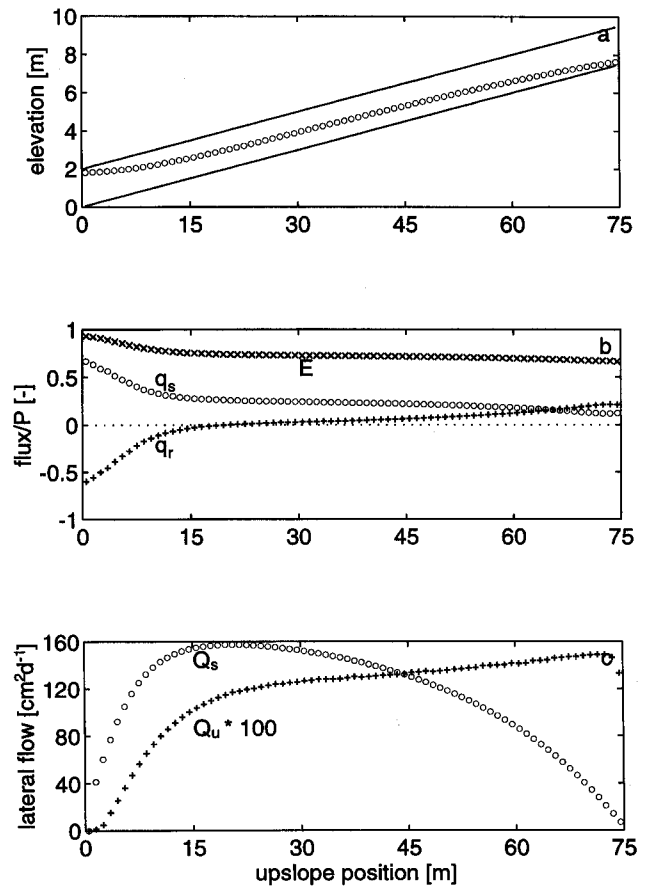 10
8
6
4
2
0
elevation [m]
a
0 15 30 45 60 75
1
0.5
0
-0.5
-1
flux/P [-]
b
E
q_s
q_r
0 15 30 45 60 75
160
120
80
40
0
lateral flow [cm²d⁻¹]
c
Q_s
Q_u * 100
0 15 30 45 60 75
upslope position [m]